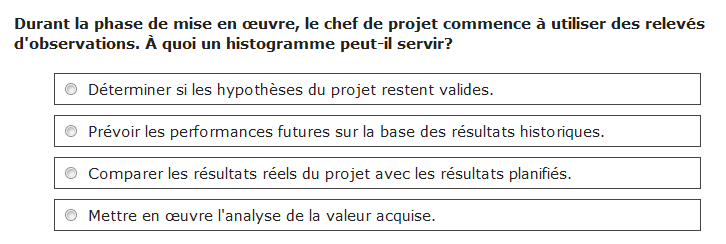 Durant la phase de mise en œuvre, le chef de projet commence à utiliser des relevés
d'observations. À quoi un histogramme peut-il servir?
Déterminer si les hypothèses du projet restent valides.
Prévoir les performances futures sur la base des résultats historiques.
Comparer les résultats réels du projet avec les résultats planifiés.
Mettre en œuvre l'analyse de la valeur acquise.